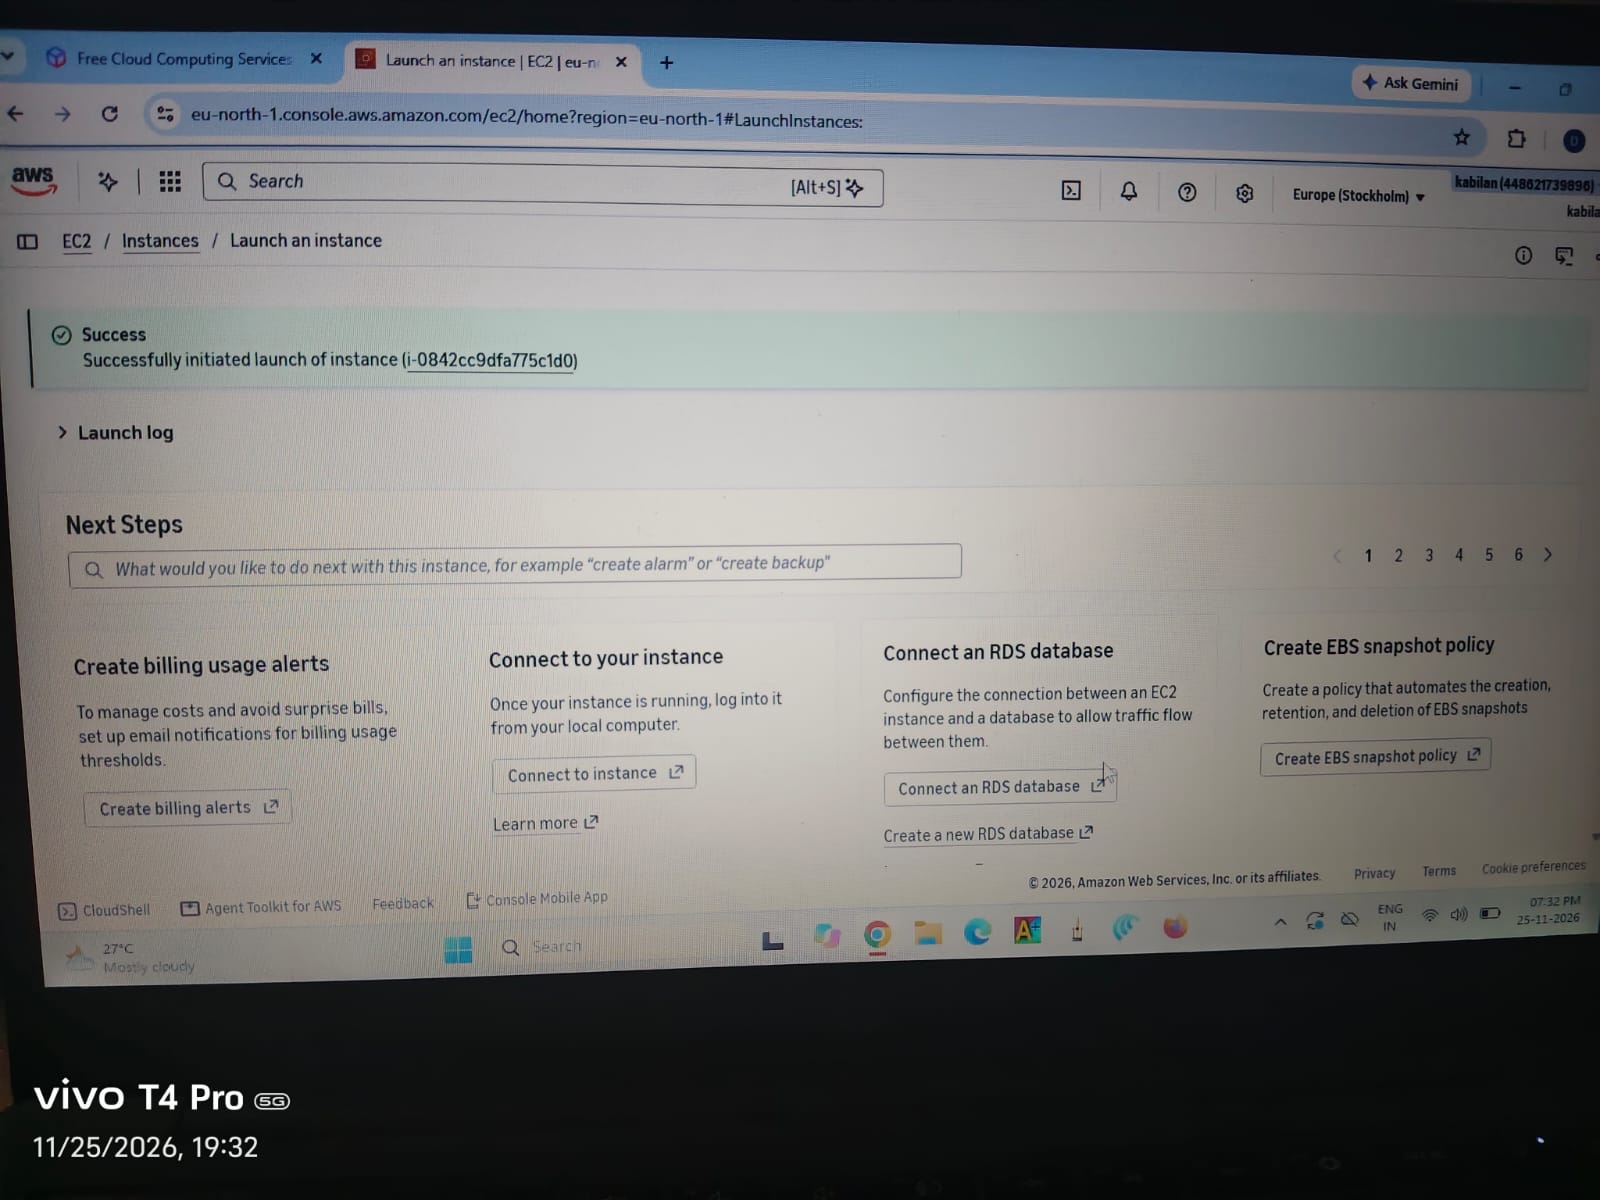 Free Cloud Computing Services
Launch an instance | EC2 | eu-n
Ask Gemini
eu-north-1.console.aws.amazon.com/ec2/home?region=eu-north-1#LaunchInstances:
D
aws
Search
[Alt+S]
Europe (Stockholm)
kabilan (448621739896)
kabila
EC2 / Instances / Launch an instance
Success
Successfully initiated launch of instance (i-0842cc9dfa775c1d0)
Launch log
Next Steps
What would you like to do next with this instance, for example "create alarm" or "create backup"
1 2 3 4 5 6
Create billing usage alerts
To manage costs and avoid surprise bills,
set up email notifications for billing usage
thresholds.
Create billing alerts
Connect to your instance
Once your instance is running, log into it
from your local computer.
Connect to instance
Learn more
Connect an RDS database
Configure the connection between an EC2
instance and a database to allow traffic flow
between them.
Connect an RDS database
Create a new RDS database
Create EBS snapshot policy
Create a policy that automates the creation,
retention, and deletion of EBS snapshots
Create EBS snapshot policy
CloudShell
Agent Toolkit for AWS
Feedback
Console Mobile App
© 2026, Amazon Web Services, Inc. or its affiliates.
Privacy
Terms
Cookie preferences
27°C
Mostly cloudy
Search
ENG
IN
07:32 PM
25-11-2026
vivo T4 Pro 5G
11/25/2026, 19:32